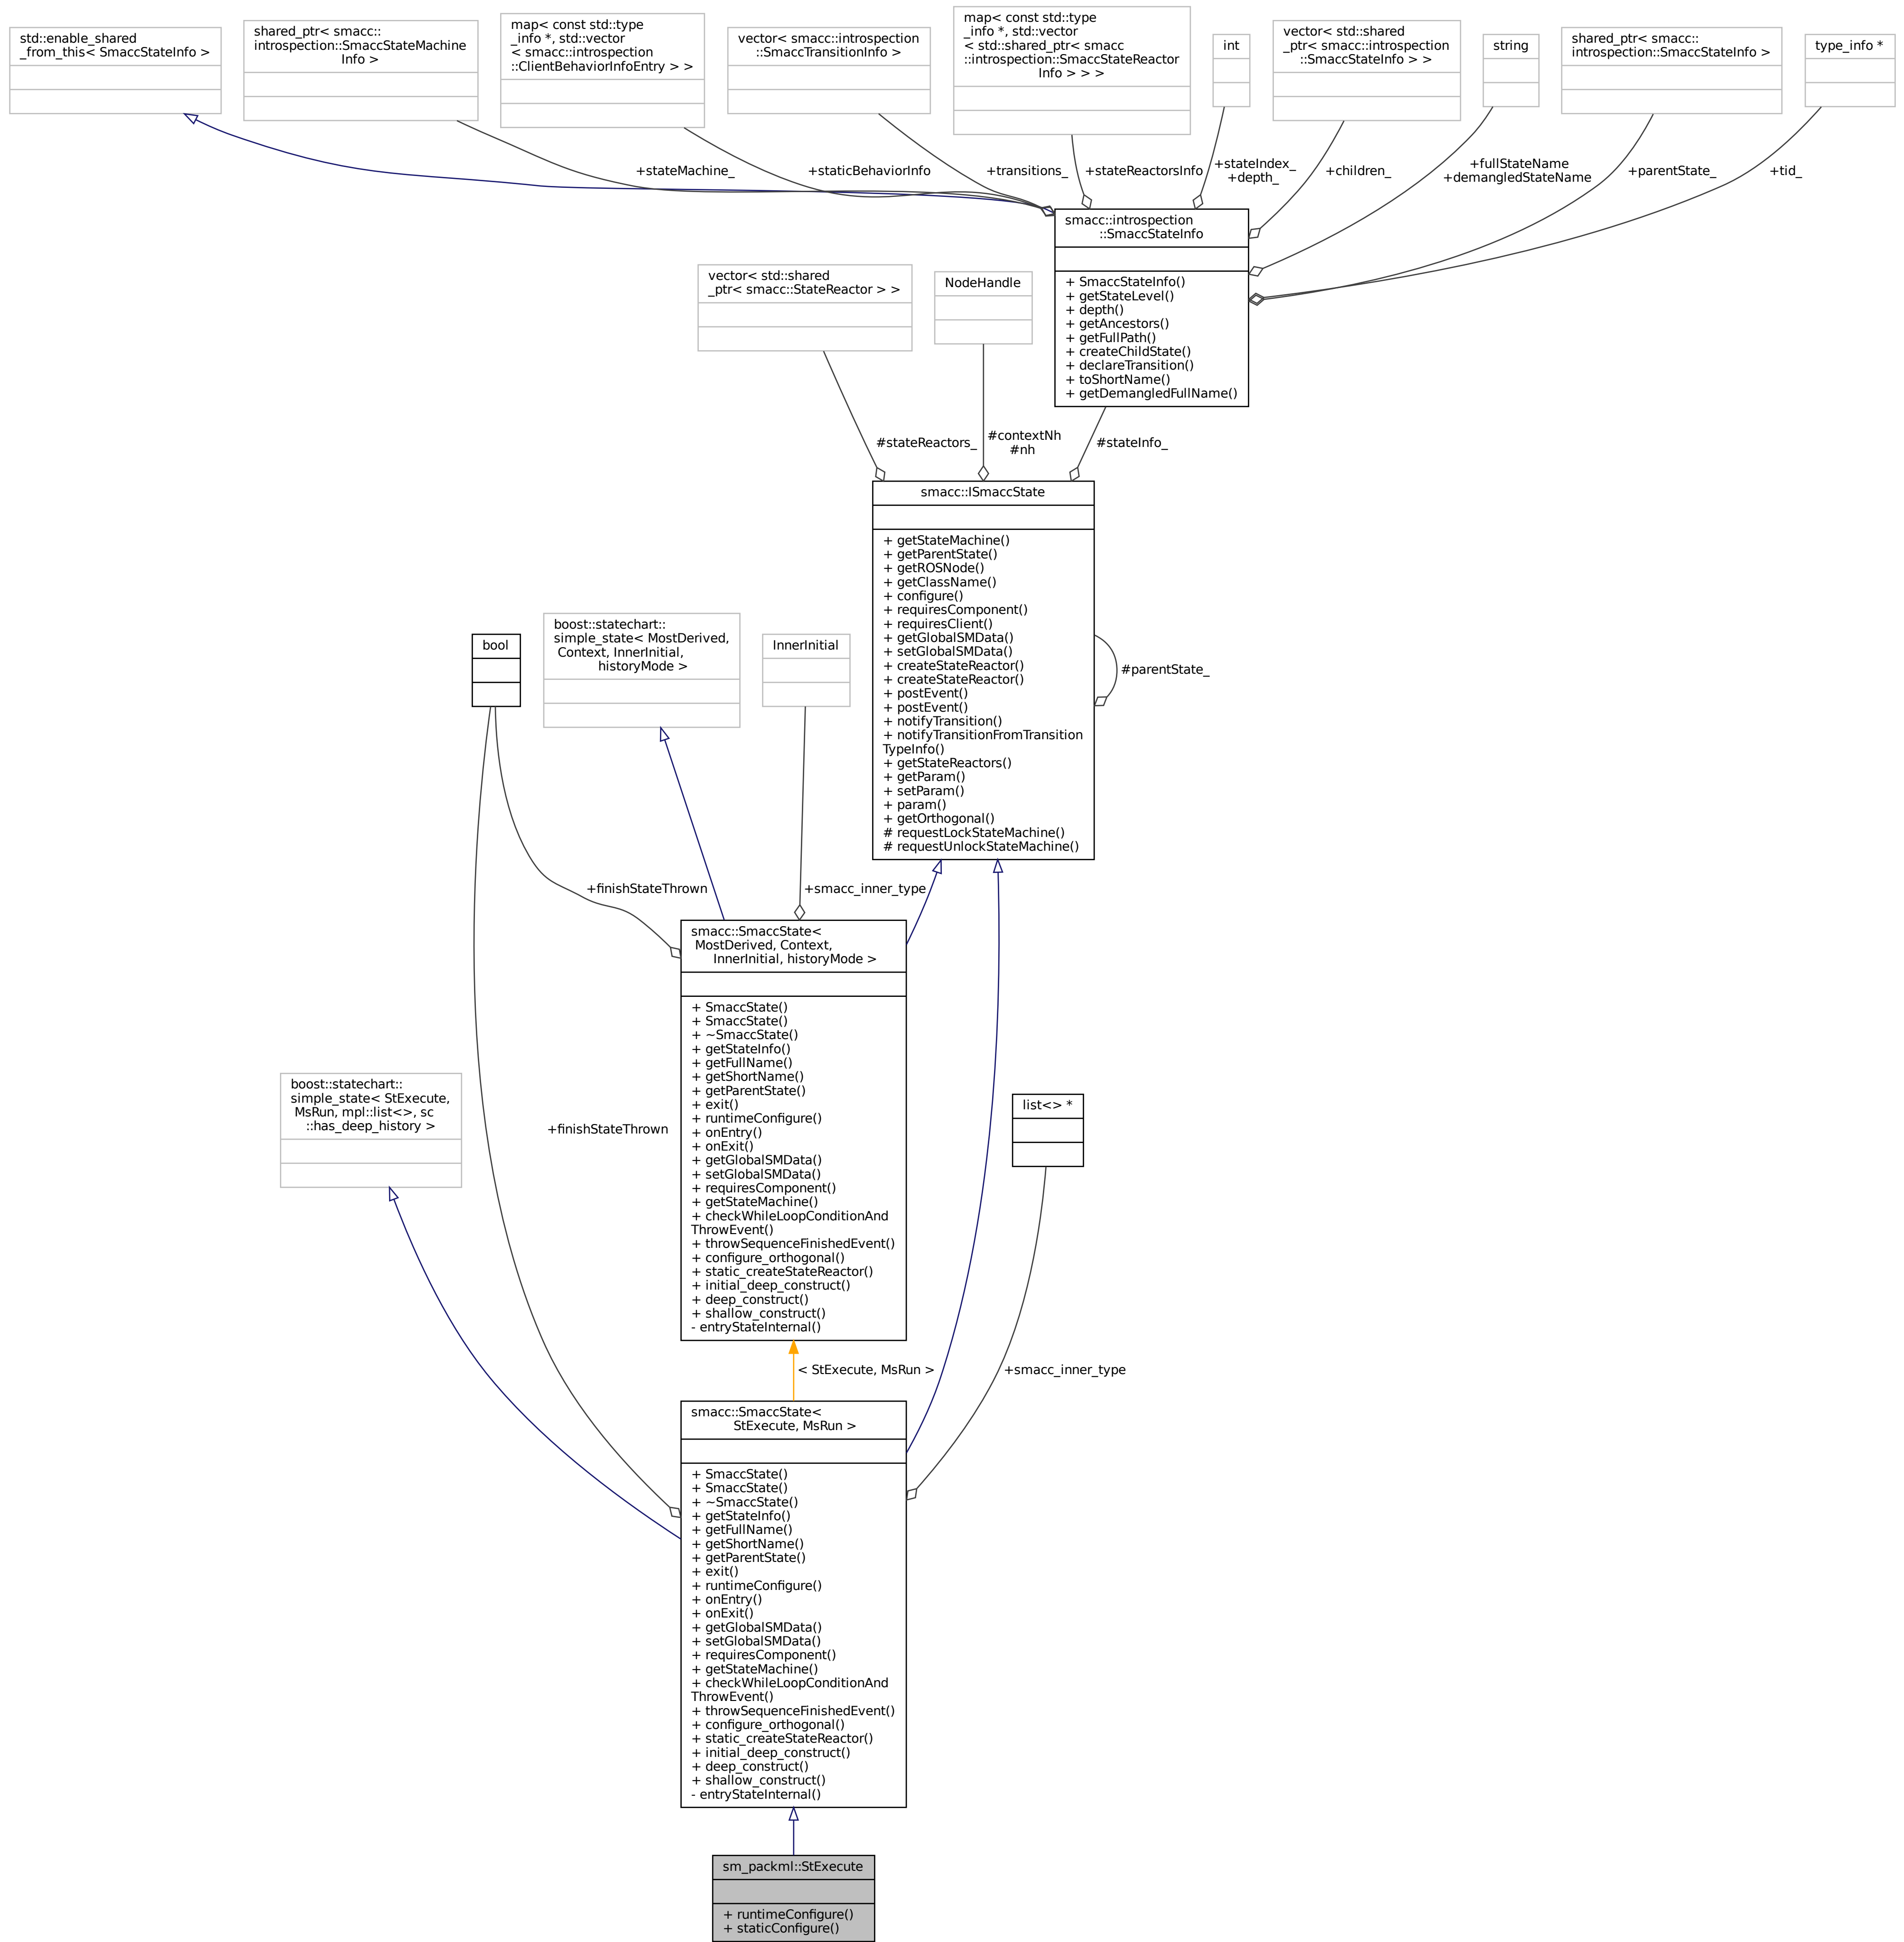 std::enable_shared
_from_this< SmaccStateInfo >
shared_ptr< smacc::
introspection::SmaccStateMachine
Info >
map< const std::type
_info *, std::vector
< smacc::introspection
::ClientBehaviorInfoEntry > >
vector< smacc::introspection
::SmaccTransitionInfo >
map< const std::type
_info *, std::vector
< std::shared_ptr< smacc
::introspection::SmaccStateReactor
Info > > >
int
vector< std::shared
_ptr< smacc::introspection
::SmaccStateInfo > >
string
shared_ptr< smacc::
introspection::SmaccStateInfo >
type_info *
+stateMachine_
+staticBehaviorInfo
+transitions_
+stateReactorsInfo
+stateIndex_
+depth_
+children_
+fullStateName
+demangledStateName
+parentState_
+tid_
smacc::introspection
::SmaccStateInfo
+ SmaccStateInfo()
+ getStateLevel()
+ depth()
+ getAncestors()
+ getFullPath()
+ createChildState()
+ declareTransition()
+ toShortName()
+ getDemangledFullName()
vector< std::shared
_ptr< smacc::StateReactor > >
NodeHandle
#stateReactors_
#contextNh
#nh
#stateInfo_
smacc::ISmaccState
+ getStateMachine()
+ getParentState()
+ getROSNode()
+ getClassName()
+ configure()
+ requiresComponent()
+ requiresClient()
+ getGlobalSMData()
+ setGlobalSMData()
+ createStateReactor()
+ createStateReactor()
+ postEvent()
+ postEvent()
+ notifyTransition()
+ notifyTransitionFromTransition
TypeInfo()
+ getStateReactors()
+ getParam()
+ setParam()
+ param()
+ getOrthogonal()
# requestLockStateMachine()
# requestUnlockStateMachine()
#parentState_
bool
boost::statechart::
simple_state< MostDerived,
Context, InnerInitial,
historyMode >
InnerInitial
+finishStateThrown
+smacc_inner_type
smacc::SmaccState<
MostDerived, Context,
InnerInitial, historyMode >
+ SmaccState()
+ SmaccState()
+ ~SmaccState()
+ getStateInfo()
+ getFullName()
+ getShortName()
+ getParentState()
+ exit()
+ runtimeConfigure()
+ onEntry()
+ onExit()
+ getGlobalSMData()
+ setGlobalSMData()
+ requiresComponent()
+ getStateMachine()
+ checkWhileLoopConditionAnd
ThrowEvent()
+ throwSequenceFinishedEvent()
+ configure_orthogonal()
+ static_createStateReactor()
+ initial_deep_construct()
+ deep_construct()
+ shallow_construct()
- entryStateInternal()
boost::statechart::
simple_state< StExecute,
MsRun, mpl::list<>, sc
::has_deep_history >
+finishStateThrown
list<> *
< StExecute, MsRun >
+smacc_inner_type
smacc::SmaccState<
StExecute, MsRun >
+ SmaccState()
+ SmaccState()
+ ~SmaccState()
+ getStateInfo()
+ getFullName()
+ getShortName()
+ getParentState()
+ exit()
+ runtimeConfigure()
+ onEntry()
+ onExit()
+ getGlobalSMData()
+ setGlobalSMData()
+ requiresComponent()
+ getStateMachine()
+ checkWhileLoopConditionAnd
ThrowEvent()
+ throwSequenceFinishedEvent()
+ configure_orthogonal()
+ static_createStateReactor()
+ initial_deep_construct()
+ deep_construct()
+ shallow_construct()
- entryStateInternal()
sm_packml::StExecute
+ runtimeConfigure()
+ staticConfigure()